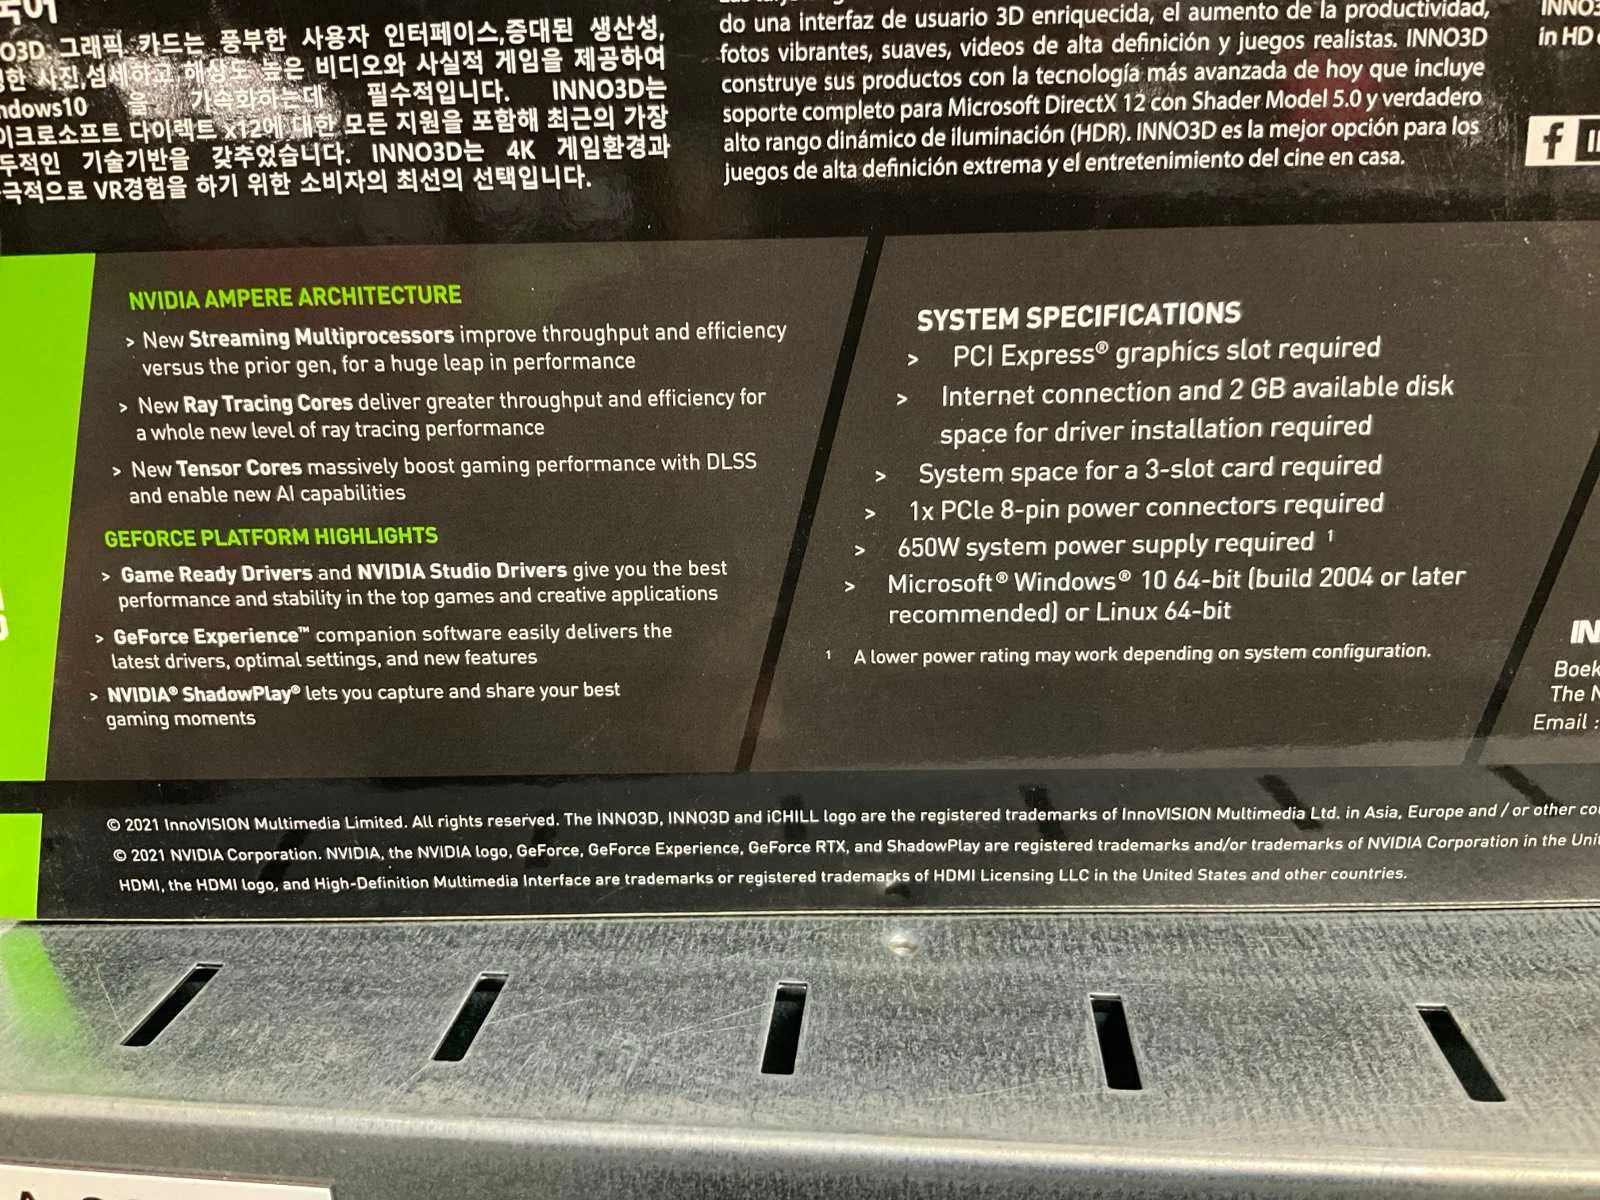 국어
O3D 그래픽 카드는 풍부한 사용자 인터페이스,증대된 생산성,
한 사진,섬세하고 해상도 높은 비디오와 사실적 게임을 제공하여
ndows10 을 가속화하는데 필수적입니다. INNO3D는
이크로소프트 다이렉트 x12에 대한 모든 지원을 포함해 최근의 가장
두적인 기술기반을 갖추었습니다. INNO3D는 4K 게임환경과
극적으로 VR경험을 하기 위한 소비자의 최선의 선택입니다.
do una interfaz de usuario 3D enriquecida, el aumento de la productividad,
fotos vibrantes, suaves, videos de alta definición y juegos realistas. INNO3D
construye sus productos con la tecnología más avanzada de hoy que incluye
soporte completo para Microsoft DirectX 12 con Shader Model 5.0 y verdadero
alto rango dinámico de iluminación (HDR). INNO3D es la mejor opción para los
juegos de alta definición extrema y el entretenimiento del cine en casa.
INNO3
in HD
f
NVIDIA AMPERE ARCHITECTURE
> New Streaming Multiprocessors improve throughput and efficiency
versus the prior gen, for a huge leap in performance
> New Ray Tracing Cores deliver greater throughput and efficiency for
a whole new level of ray tracing performance
> New Tensor Cores massively boost gaming performance with DLSS
and enable new AI capabilities
GEFORCE PLATFORM HIGHLIGHTS
> Game Ready Drivers and NVIDIA Studio Drivers give you the best
performance and stability in the top games and creative applications
> GeForce Experience™ companion software easily delivers the
latest drivers, optimal settings, and new features
> NVIDIA® ShadowPlay® lets you capture and share your best
gaming moments
SYSTEM SPECIFICATIONS
> PCI Express® graphics slot required
> Internet connection and 2 GB available disk
space for driver installation required
> System space for a 3-slot card required
> 1x PCIe 8-pin power connectors required
> 650W system power supply required ¹
> Microsoft® Windows® 10 64-bit (build 2004 or later
recommended) or Linux 64-bit
¹ A lower power rating may work depending on system configuration.
IN
Boek
The N
Email :
© 2021 InnoVISION Multimedia Limited. All rights reserved. The INNO3D, INNO3D and iCHILL logo are the registered trademarks of InnoVISION Multimedia Ltd. in Asia, Europe and / or other co
© 2021 NVIDIA Corporation. NVIDIA, the NVIDIA logo, GeForce, GeForce Experience, GeForce RTX, and ShadowPlay are registered trademarks and/or trademarks of NVIDIA Corporation in the Unit
HDMI, the HDMI logo, and High-Definition Multimedia Interface are trademarks or registered trademarks of HDMI Licensing LLC in the United States and other countries.